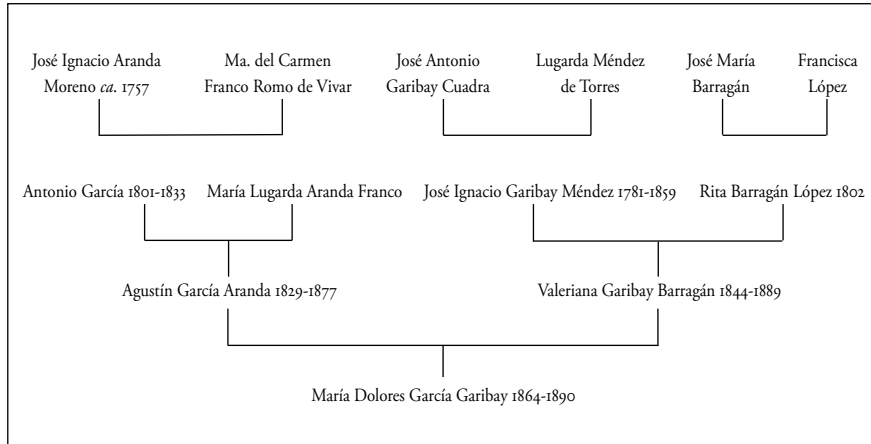 José Ignacio Aranda
Moreno ca. 1757
Ma. del Carmen
Franco Romo de Vivar
José Antonio
Garibay Cuadra
Lugarda Méndez
de Torres
José María
Barragán
Francisca
López
Antonio García 1801-1833
María Lugarda Aranda Franco
José Ignacio Garibay Méndez 1781-1859
Rita Barragán López 1802
Agustín García Aranda 1829-1877
Valeriana Garibay Barragán 1844-1889
María Dolores García Garibay 1864-1890